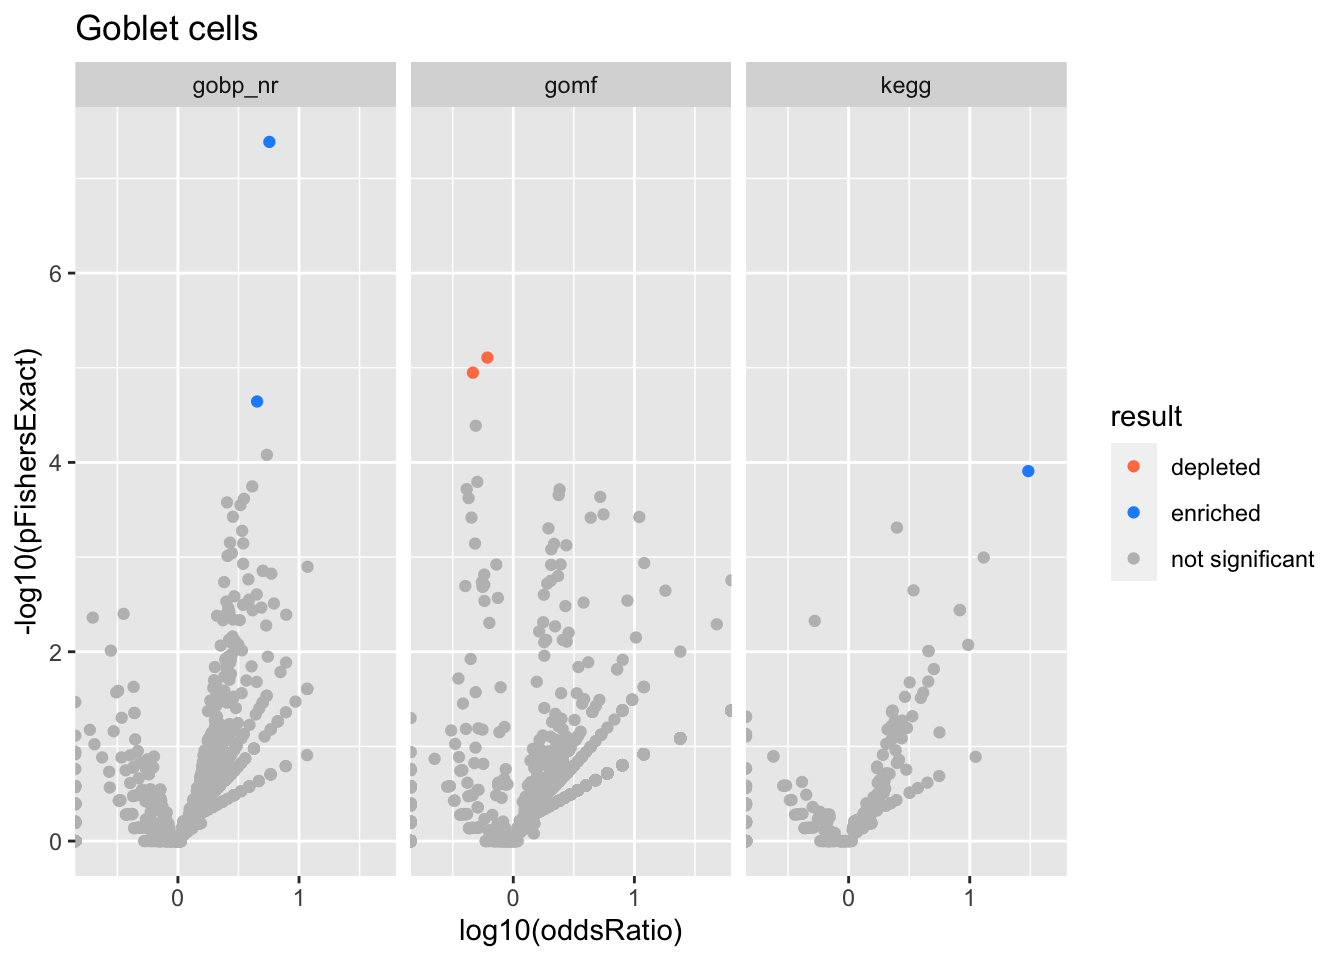 Goblet cells
gobp_nr
gomf
kegg
-log10(pFishersExact)
6
4
2
0
0
1
0
1
0
1
log10(oddsRatio)
result
depleted
enriched
not significant